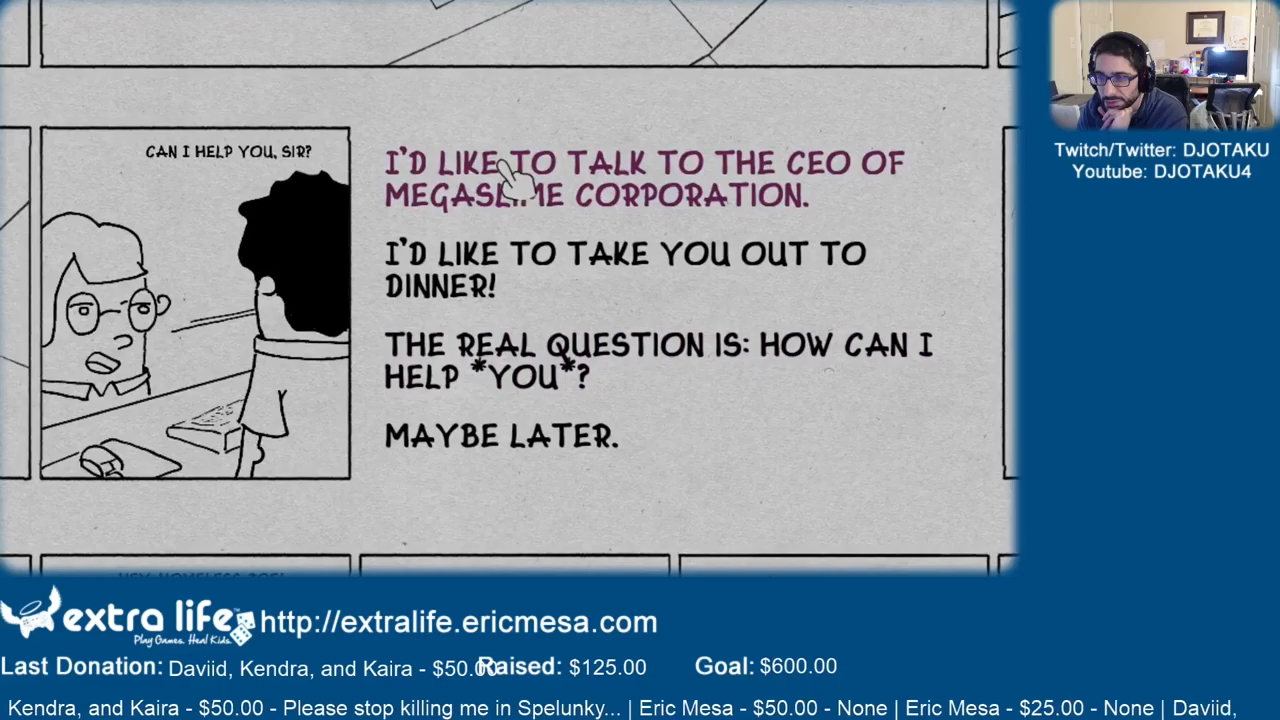 CAN I HELP YOU, SIR?
I'D LIKE TO TALK TO THE CEO OF
MEGASLIME CORPORATION.
I'D LIKE TO TAKE YOU OUT TO
DINNER!
THE REAL QUESTION IS: HOW CAN I
HELP *YOU*?
MAYBE LATER.
Twitch/Twitter: DJOTAKU
Youtube: DJOTAKU4
extra life
Play Games. Heal Kids.
http://extralife.ericmesa.com
Last Donation: Daviid, Kendra, and Kaira - $50.00 Raised: $125.00 Goal: $600.00
Kendra, and Kaira - $50.00 - Please stop killing me in Spelunky... | Eric Mesa - $50.00 - None | Eric Mesa - $25.00 - None | Daviid,